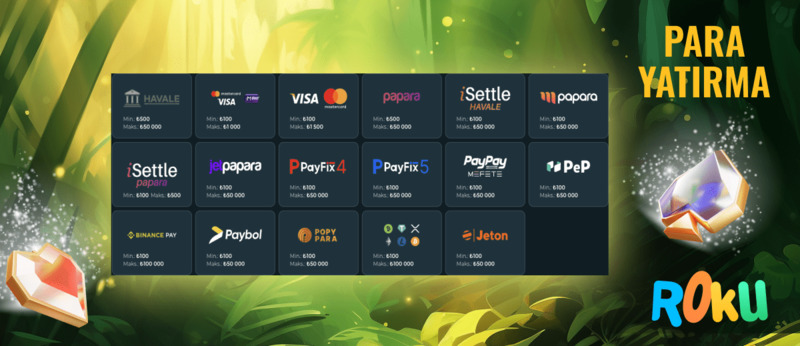 PARA
YATIRMA
HAVALE
Min.: ₺500
Maks.: ₺50 000
mastercard
VISA
Min.: ₺100
Maks.: ₺1 000
VISA
mastercard
Min.: ₺100
Maks.: ₺1 500
papara
Min.: ₺500
Maks.: ₺50 000
iSettle
HAVALE
Min.: ₺100
Maks.: ₺50 000
papara
Min.: ₺100
Maks.: ₺50 000
iSettle
papara
Min.: ₺100 Maks.: ₺500
jetpapara
Min.: ₺100
Maks.: ₺50 000
PayFix 4
Min.: ₺100
Maks.: ₺50 000
PayFix 5
Min.: ₺100
Maks.: ₺50 000
PayPay
MEFETE
Min.: ₺100
Maks.: ₺50 000
PeP
Min.: ₺100
Maks.: ₺50 000
BINANCE PAY
Min.: ₺100
Maks.: ₺100 000
Paybol
Min.: ₺100
Maks.: ₺50 000
POPY
PARA
Min.: ₺100
Maks.: ₺50 000
Min.: ₺100
Maks.: ₺100 000
Jeton
Min.: ₺100
Maks.: ₺50 000
ROKU